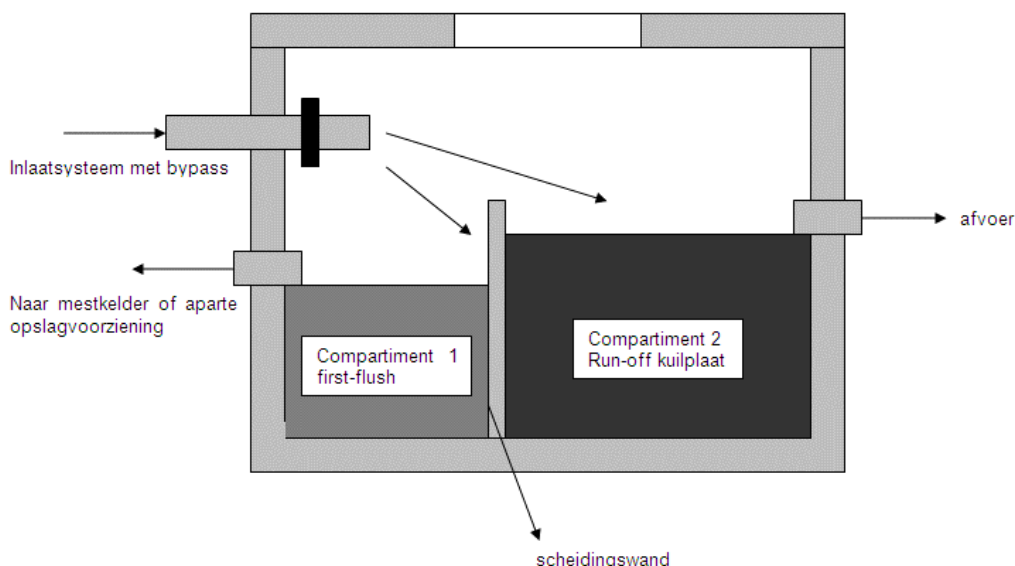 Inlaatsysteem met bypass
afvoer
Naar mestkelder of aparte
opslagvoorziening
Compartiment 1
first-flush
Compartiment 2
Run-off kuilplaat
scheidingswand